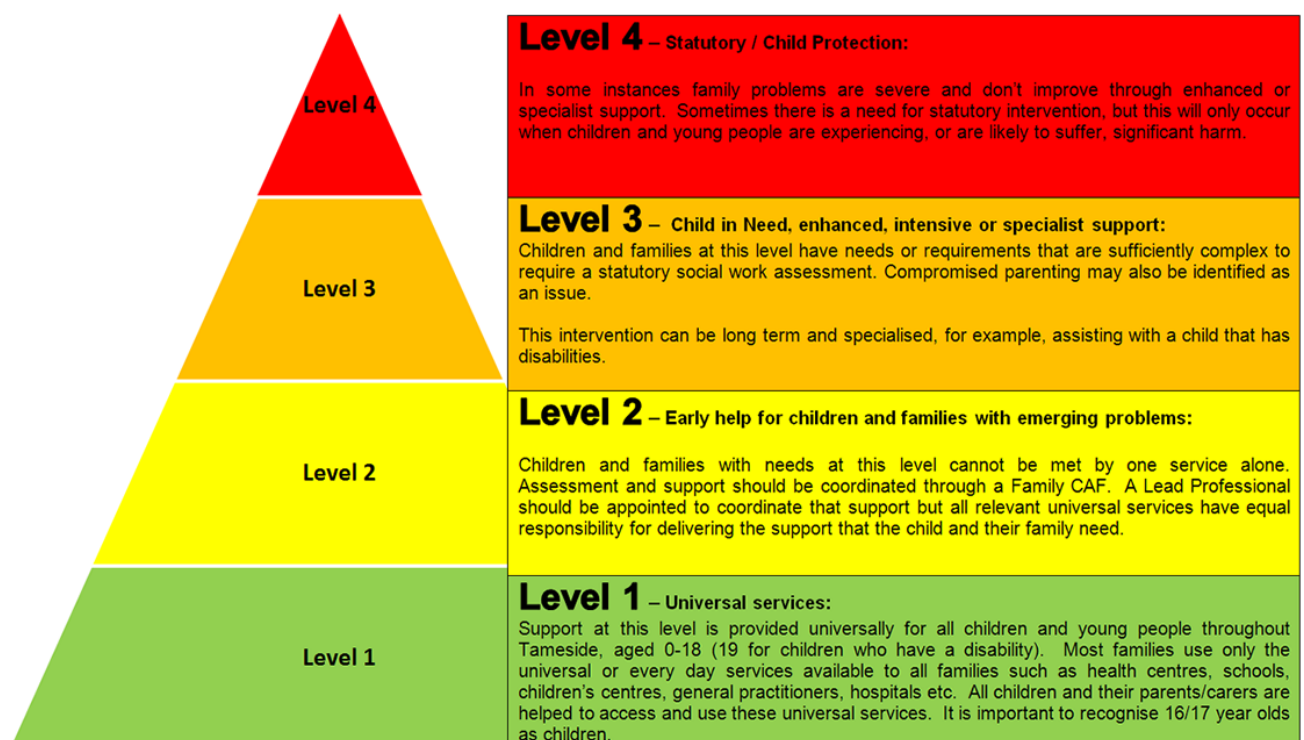 Level 4
Level 4 – Statutory / Child Protection:
In some instances family problems are severe and don't improve through enhanced or
specialist support. Sometimes there is a need for statutory intervention, but this will only occur
when children and young people are experiencing, or are likely to suffer, significant harm.
Level 3
Level 3 – Child in Need, enhanced, intensive or specialist support:
Children and families at this level have needs or requirements that are sufficiently complex to
require a statutory social work assessment. Compromised parenting may also be identified as
an issue.
This intervention can be long term and specialised, for example, assisting with a child that has
disabilities.
Level 2
Level 2 – Early help for children and families with emerging problems:
Children and families with needs at this level cannot be met by one service alone.
Assessment and support should be coordinated through a Family CAF. A Lead Professional
should be appointed to coordinate that support but all relevant universal services have equal
responsibility for delivering the support that the child and their family need.
Level 1
Level 1 – Universal services:
Support at this level is provided universally for all children and young people throughout
Tameside, aged 0-18 (19 for children who have a disability). Most families use only the
universal or every day services available to all families such as health centres, schools,
children's centres, general practitioners, hospitals etc. All children and their parents/carers are
helped to access and use these universal services. It is important to recognise 16/17 year olds
as children.